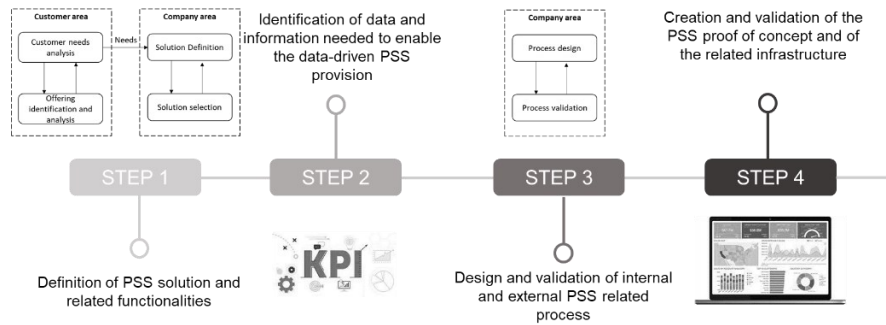 Customer area
Customer needs
analysis
Offering
identification and
analysis
Needs
Company area
Solution Definition
Solution selection
Identification of data and
information needed to enable
the data-driven PSS
provision
Company area
Process design
Process validation
Creation and validation of the
PSS proof of concept and of
the related infrastructure
STEP 1
STEP 2
STEP 3
STEP 4
Definition of PSS solution and
related functionalities
KPI
Design and validation of internal
and external PSS related
process